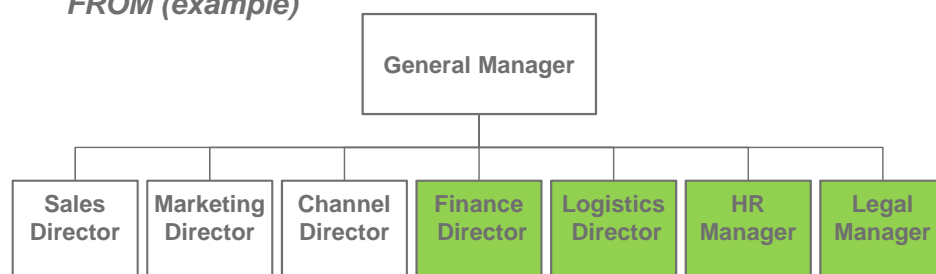 FROM (example)
General Manager
Sales
Director
Marketing
Director
Channel
Director
Finance
Director
Logistics
Director
HR
Manager
Legal
Manager